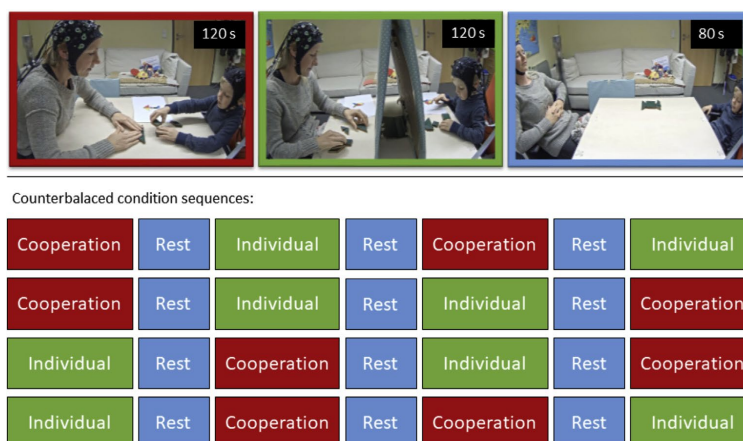 120 s
120 s
80 s
Counterbalaced condition sequences:
Cooperation Rest Individual Rest Cooperation Rest Individual
Cooperation Rest Individual Rest Individual Rest Cooperation
Individual Rest Cooperation Rest Individual Rest Cooperation
Individual Rest Cooperation Rest Cooperation Rest Individual